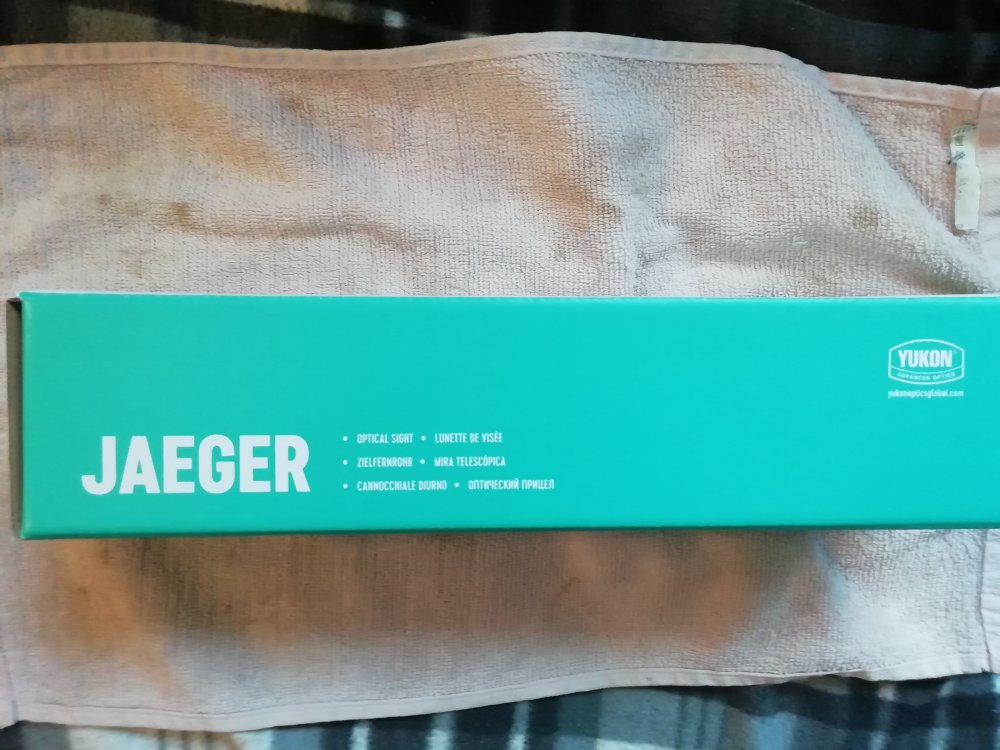 YUKON
ADVANCED OPTICS
yukonopticsglobal.com
JAEGER
• OPTICAL SIGHT • LUNETTE DE VISÉE
• ZIELFERNROHR • MIRA TELESCÓPICA
• CANNOCCHIALE DIURNO • ОПТИЧЕСКИЙ ПРИЦЕЛ